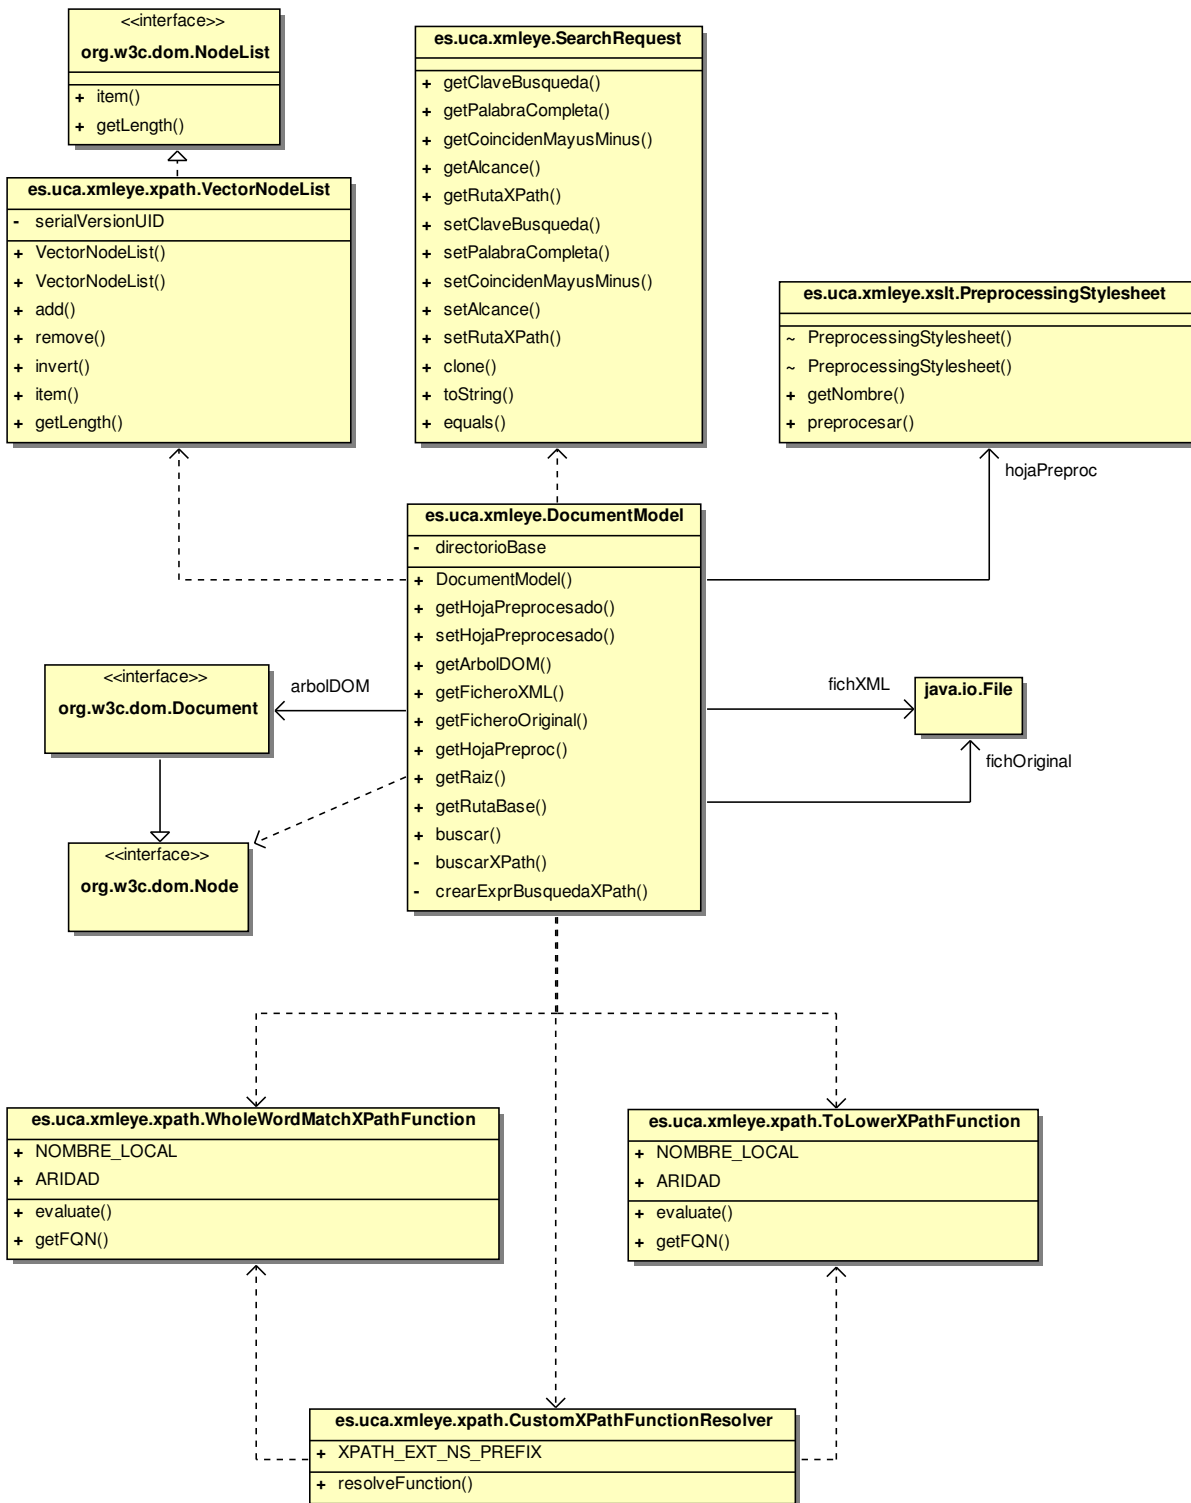 <<interface>>
org.w3c.dom.NodeList
+ item()
+ getLength()
es.uca.xmleye.SearchRequest
+ getClaveBusqueda()
+ getPalabraCompleta()
+ getCoincidenMayusMinus()
+ getAlcance()
+ getRutaXPath()
+ setClaveBusqueda()
+ setPalabraCompleta()
+ setCoincidenMayusMinus()
+ setAlcance()
+ setRutaXPath()
+ clone()
+ toString()
+ equals()
es.uca.xmleye.xpath.VectorNodeList
- serialVersionUID
+ VectorNodeList()
+ VectorNodeList()
+ add()
+ remove()
+ invert()
+ item()
+ getLength()
es.uca.xmleye.xslt.PreprocessingStylesheet
~ PreprocessingStylesheet()
~ PreprocessingStylesheet()
+ getNombre()
+ preprocesar()
hojaPreproc
es.uca.xmleye.DocumentModel
- directorioBase
+ DocumentModel()
+ getHojaPreprocesado()
+ setHojaPreprocesado()
+ getArbolDOM()
+ getFicheroXML()
+ getFicheroOriginal()
+ getHojaPreproc()
+ getRaiz()
+ getRutaBase()
+ buscar()
- buscarXPath()
- crearExprBusquedaXPath()
<<interface>>
org.w3c.dom.Document
arbolDOM
fichXML
java.io.File
fichOriginal
<<interface>>
org.w3c.dom.Node
es.uca.xmleye.xpath.WholeWordMatchXPathFunction
+ NOMBRE_LOCAL
+ ARIDAD
+ evaluate()
+ getFQN()
es.uca.xmleye.xpath.ToLowerXPathFunction
+ NOMBRE_LOCAL
+ ARIDAD
+ evaluate()
+ getFQN()
es.uca.xmleye.xpath.CustomXPathFunctionResolver
+ XPATH_EXT_NS_PREFIX
+ resolveFunction()